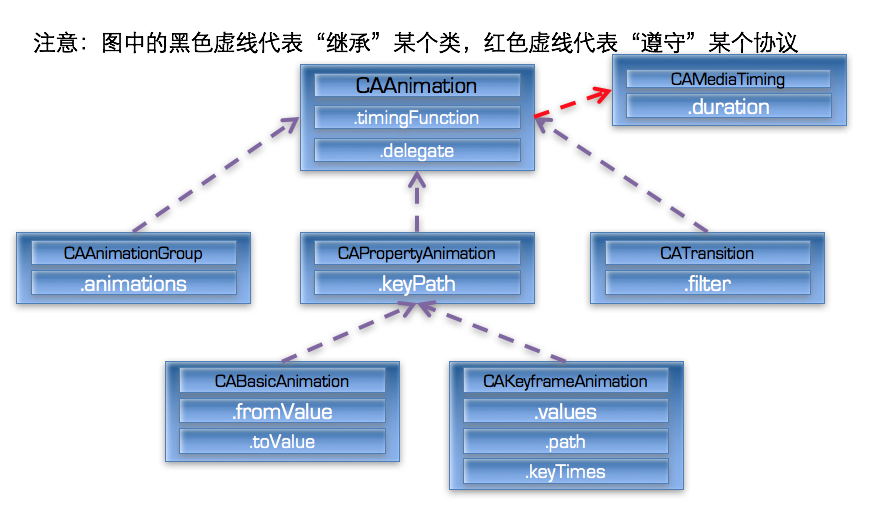 注意：图中的黑色虚线代表“继承”某个类，红色虚线代表“遵守”某个协议
CAAnimation
.timingFunction
.delegate
CAMediaTiming
.duration
CAAnimationGroup
.animations
CAPropertyAnimation
.keyPath
CATransition
.filter
CABasicAnimation
.fromValue
.toValue
CAKeyframeAnimation
.values
.path
.keyTimes